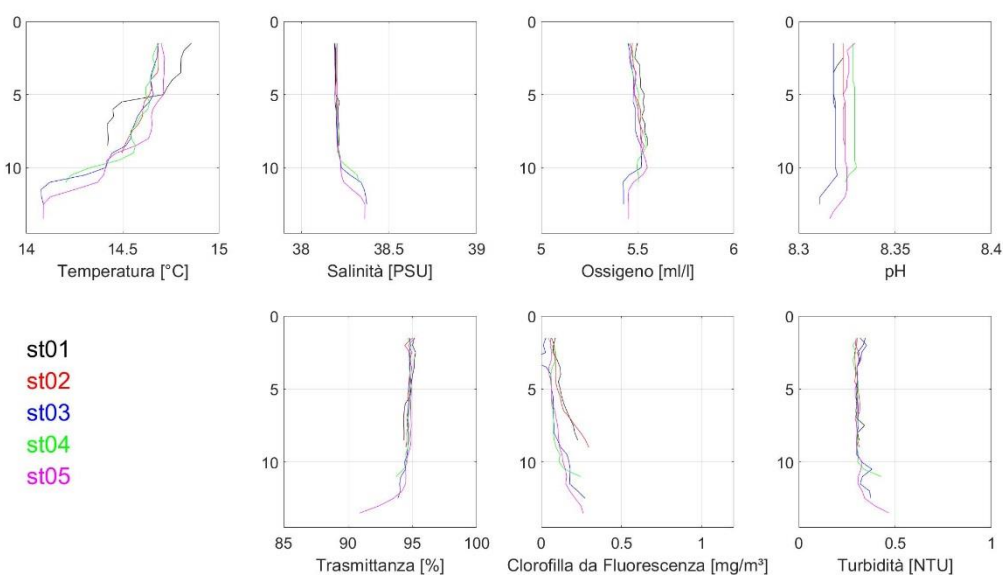 0
5
10
14 14.5 15
Temperatura [°C]
0
5
10
38 38.5 39
Salinità [PSU]
0
5
10
5 5.5 6
Ossigeno [ml/l]
0
5
10
8.3 8.35 8.4
pH
st01
st02
st03
st04
st05
0
5
10
85 90 95 100
Trasmittanza [%]
0
5
10
0 0.5 1
Clorofilla da Fluorescenza [mg/m³]
0
5
10
0 0.5 1
Turbidità [NTU]